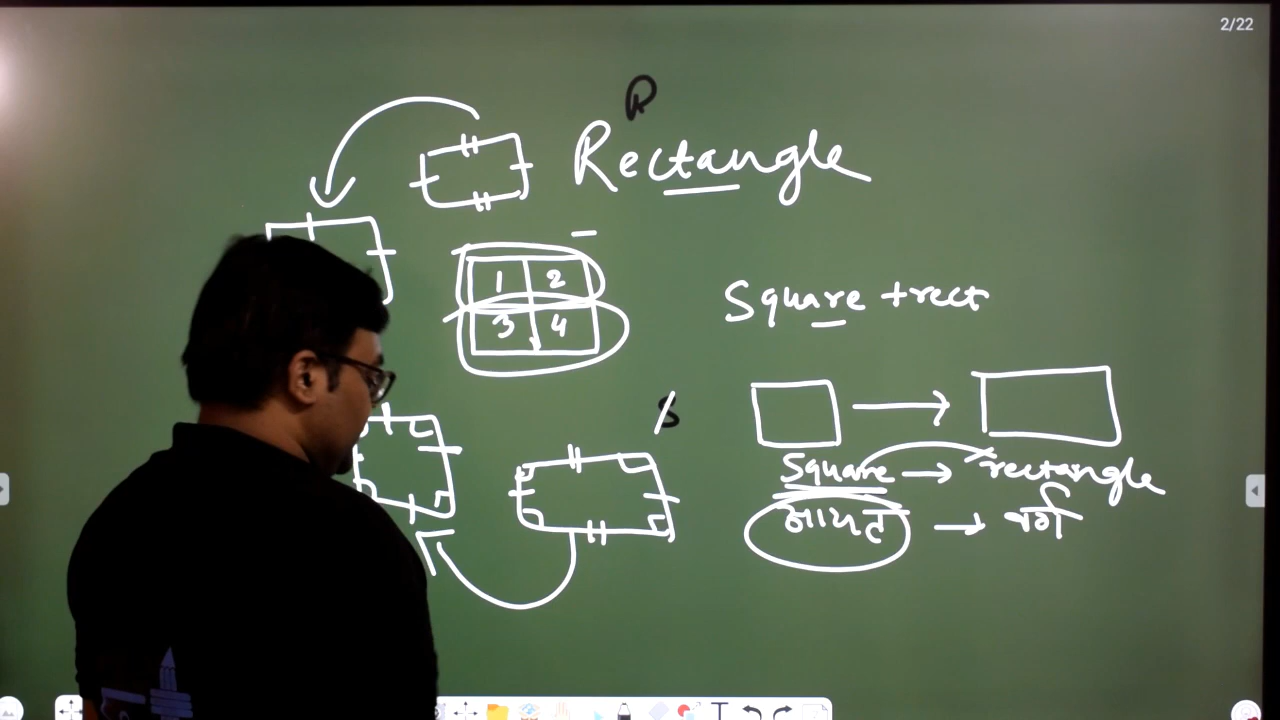 2/22
R
Rectangle
1 2
3 4
Square + rect
S
Square → rectangle
आयत → वर्ग
T